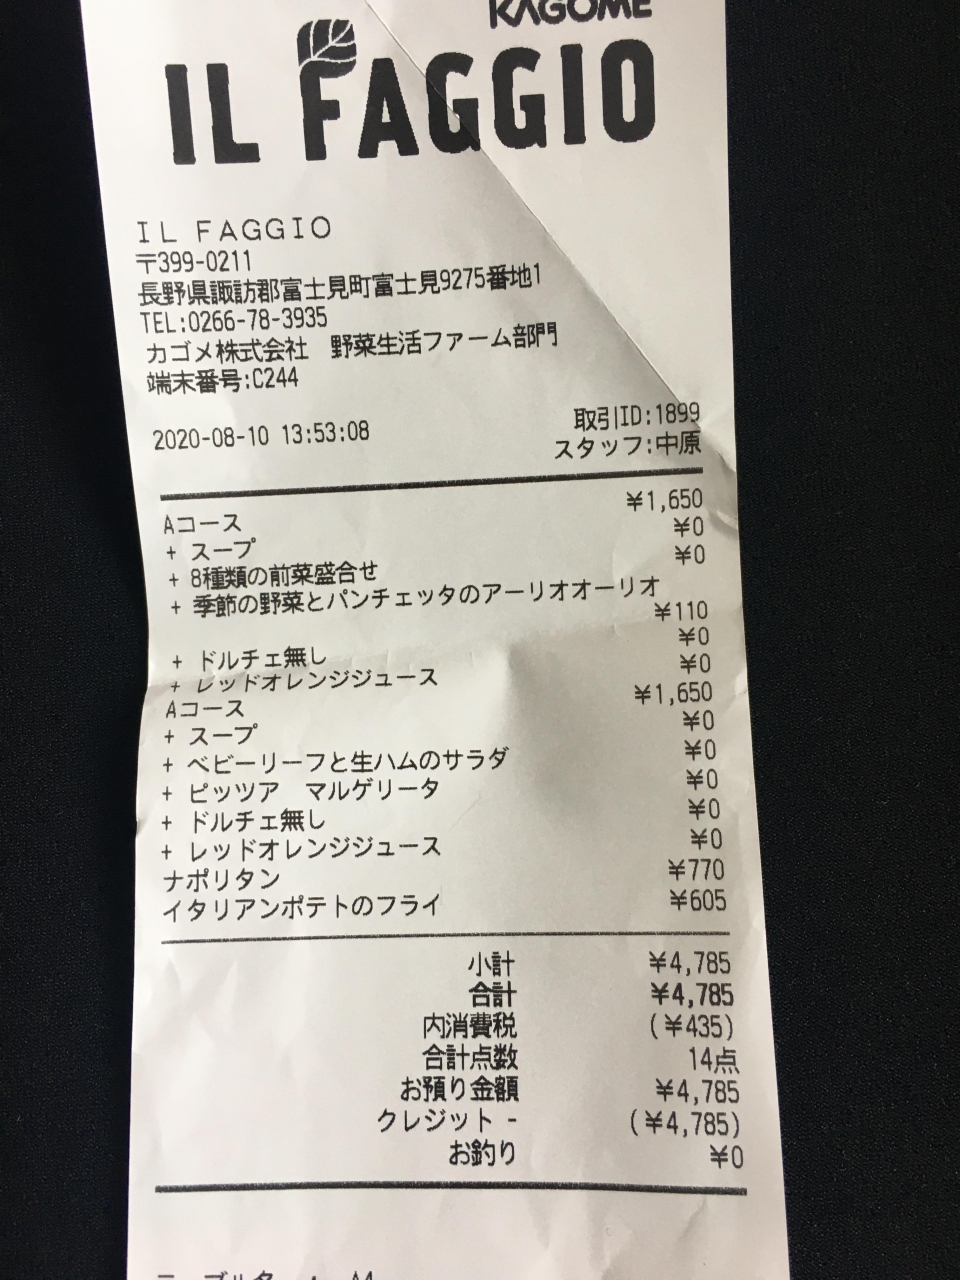 KAGOME
IL FAGGIO
IL FAGGIO
〒399-0211
長野県諏訪郡富士見町富士見9275番地1
TEL:0266-78-3935
カゴメ株式会社 野菜生活ファーム部門
端末番号:C244
2020-08-10 13:53:08 取引ID:1899
スタッフ:中原
Aコース ¥1,650
+ スープ ¥0
+ 8種類の前菜盛合せ ¥0
+ 季節の野菜とパンチェッタのアーリオオーリオ
¥110
+ ドルチェ無し ¥0
+ レッドオレンジジュース ¥0
Aコース ¥1,650
+ スープ ¥0
+ ベビーリーフと生ハムのサラダ ¥0
+ ピッツア マルゲリータ ¥0
+ ドルチェ無し ¥0
+ レッドオレンジジュース ¥0
ナポリタン ¥770
イタリアンポテトのフライ ¥605
小計 ¥4,785
合計 ¥4,785
内消費税 (¥435)
合計点数 14点
お預り金額 ¥4,785
クレジット - (¥4,785)
お釣り ¥0